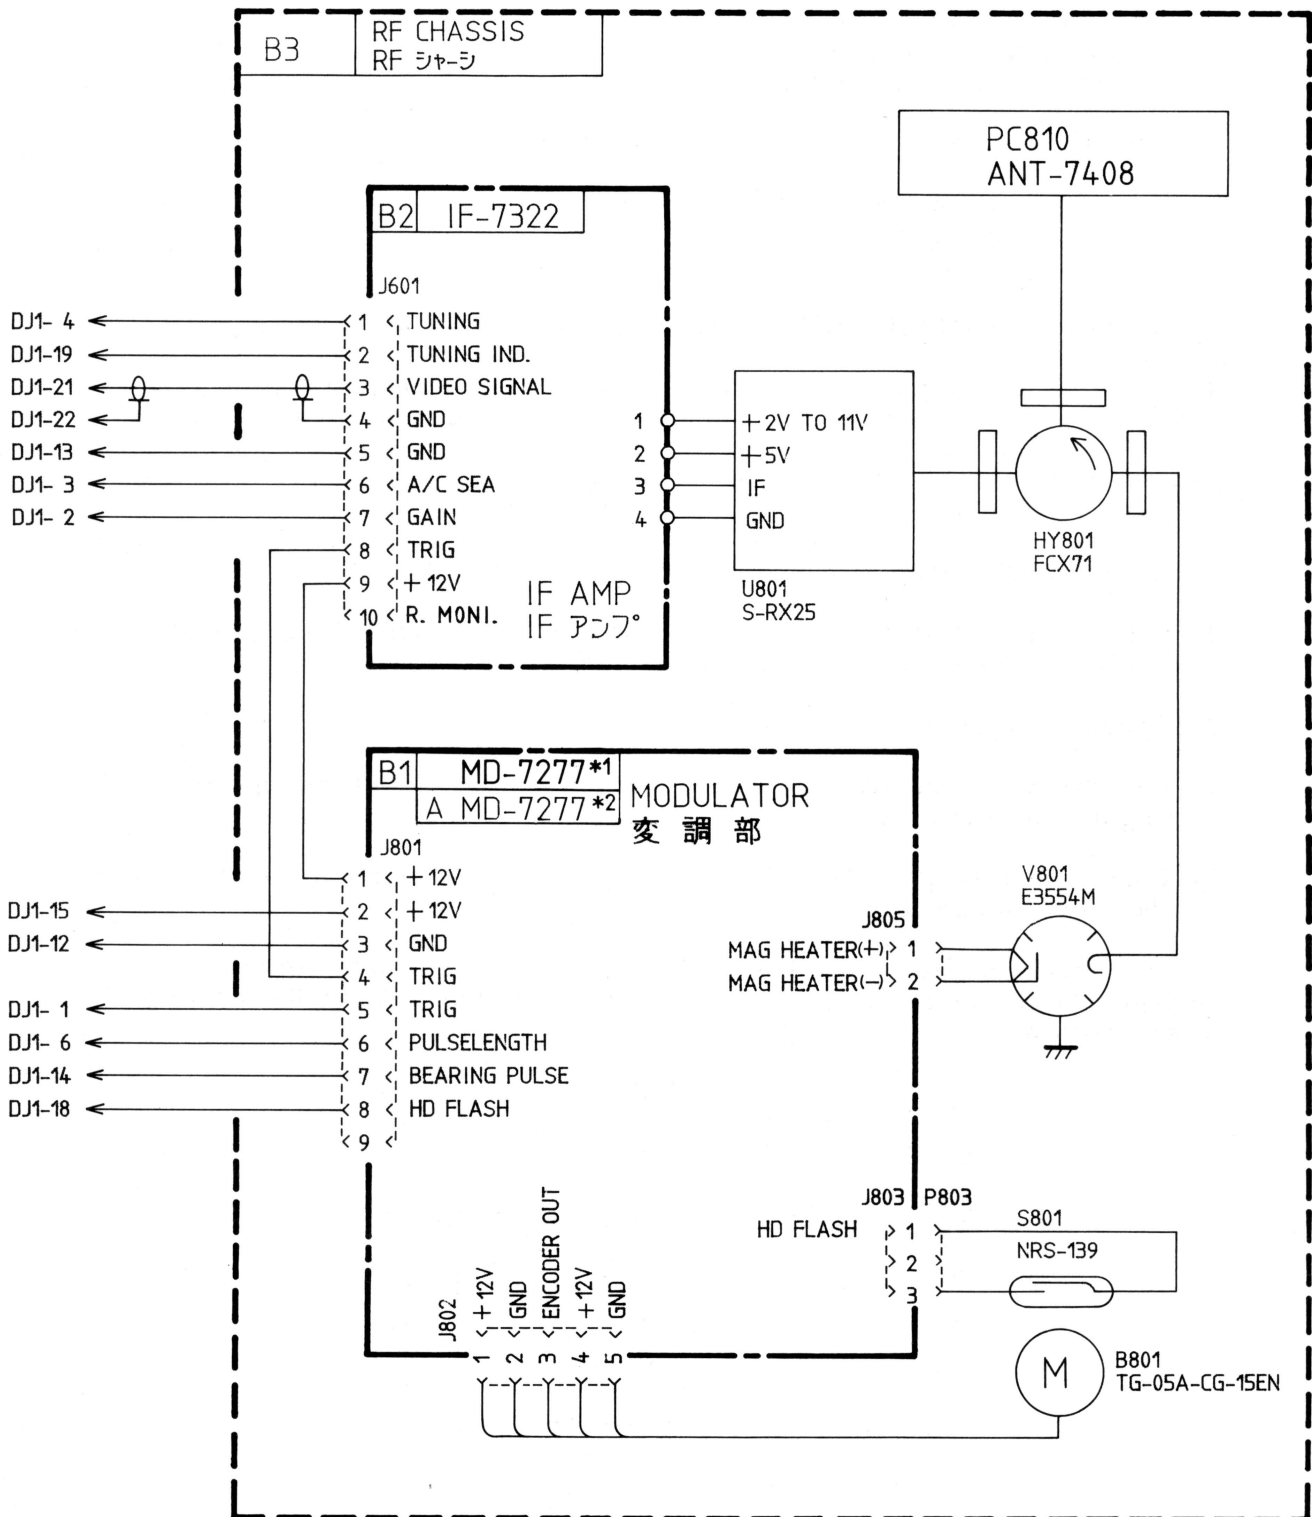 B3
RF CHASSIS
RF シャーシ
PC810
ANT-7408
B2
IF-7322
J601
DJ1- 4
1
TUNING
DJ1-19
2
TUNING IND.
DJ1-21
3
VIDEO SIGNAL
DJ1-22
4
GND
DJ1-13
5
GND
DJ1- 3
6
A/C SEA
DJ1- 2
7
GAIN
8
TRIG
9
+12V
10
R. MONI.
IF AMP
IF アンプ
1
+2V TO 11V
2
+5V
3
IF
4
GND
U801
S-RX25
HY801
FCX71
B1
MD-7277*1
A MD-7277*2
MODULATOR
変調部
J801
1
+12V
DJ1-15
2
+12V
DJ1-12
3
GND
4
TRIG
DJ1- 1
5
TRIG
DJ1- 6
6
PULSELENGTH
DJ1-14
7
BEARING PULSE
DJ1-18
8
HD FLASH
9
V801
E3554M
J805
MAG HEATER(+)
1
MAG HEATER(-)
2
J803
P803
HD FLASH
1
2
3
S801
NRS-139
J802
+12V
GND
ENCODER OUT
+12V
GND
1
2
3
4
5
M
B801
TG-05A-CG-15EN